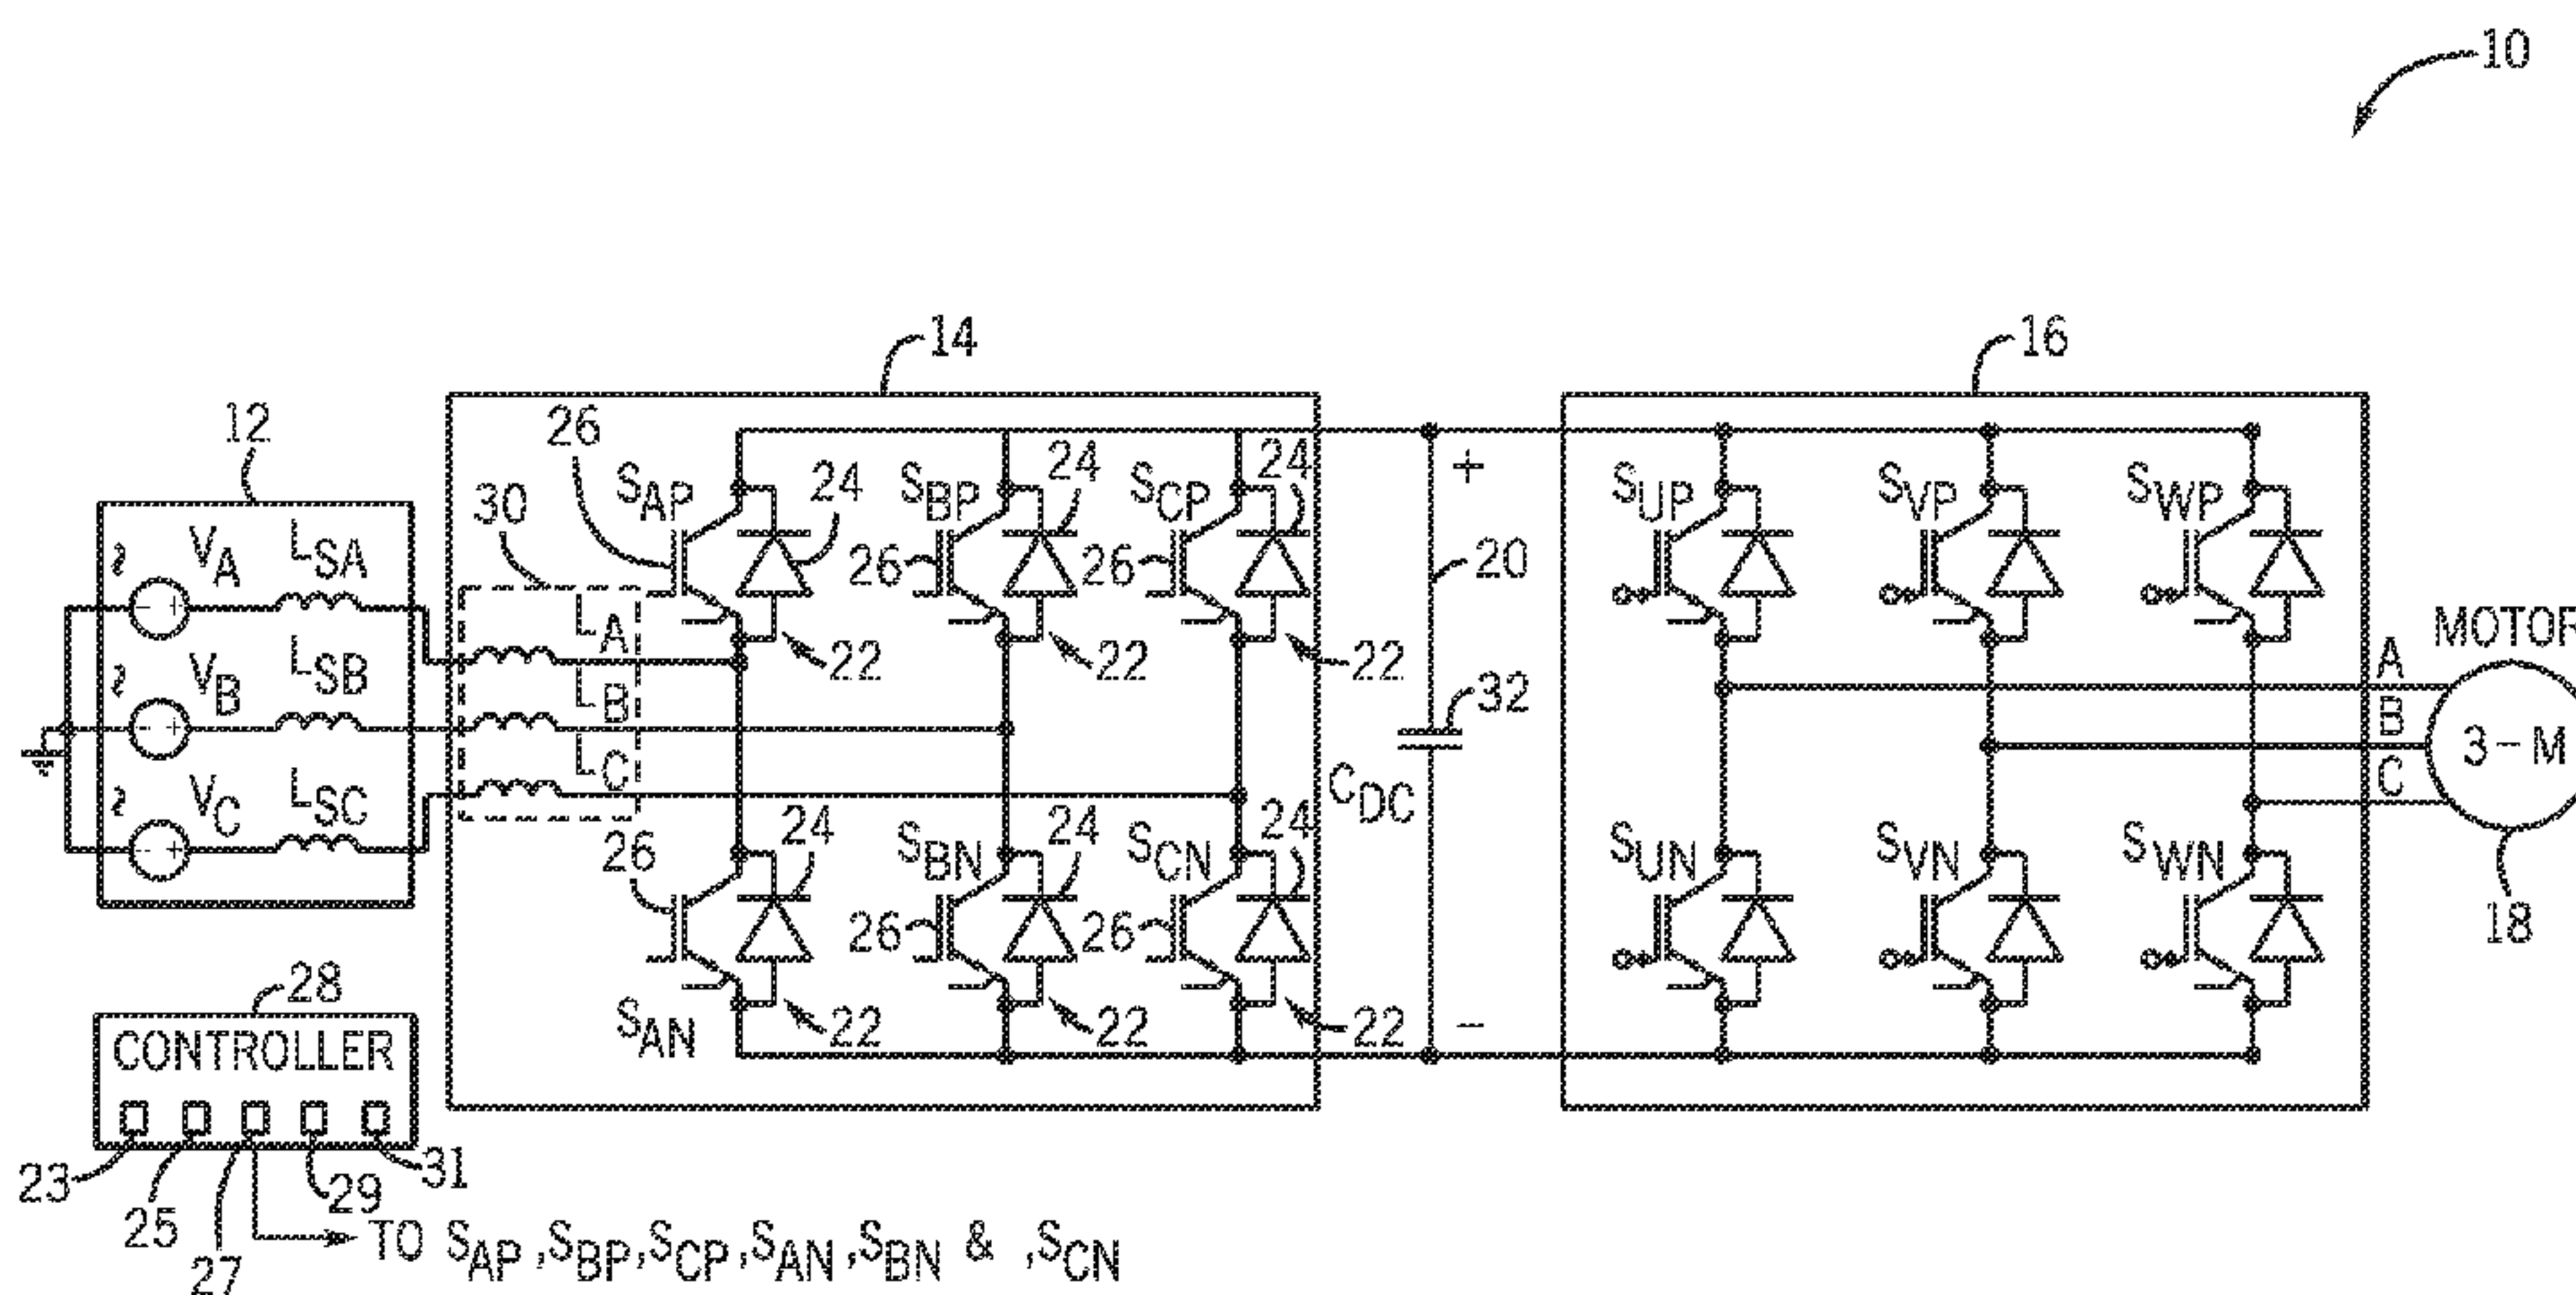 10
14
16
12
26
30
S_AP
24
S_BP
24
S_CP
24
S_UP
S_VP
S_WP
26
26
20
V_A
L_SA
L_A
22
22
22
MOTOR
V_B
L_SB
L_B
32
A
B
C
3-M
V_C
L_SC
L_C
C_DC
+
−
26
24
S_BN
24
S_CN
24
S_UN
S_VN
S_WN
26
26
18
S_AN
22
22
22
28
CONTROLLER
23
25
27
29
31
TO S_AP ,S_BP,S_CP,S_AN ,S_BN & ,S_CN